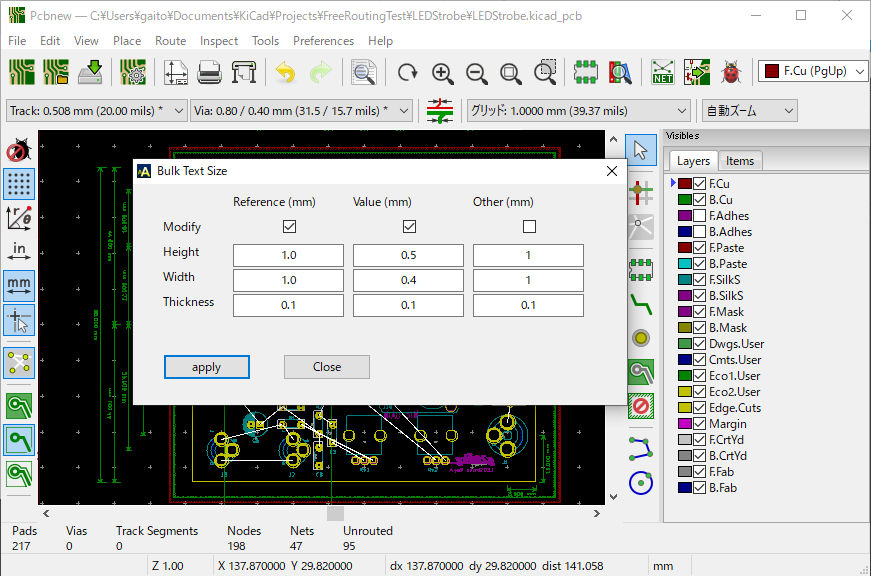 Pcbnew — C:¥Users¥gaito¥Documents¥KiCad¥Projects¥FreeRoutingTest¥LEDStrobe¥LEDStrobe.kicad_pcb
File Edit View Place Route Inspect Tools Preferences Help
NET
F.Cu (PgUp)
Track: 0.508 mm (20.00 mils) *
Via: 0.80 / 0.40 mm (31.5 / 15.7 mils) *
グリッド: 1.0000 mm (39.37 mils)
自動ズーム
in
mm
Bulk Text Size
Reference (mm) Value (mm) Other (mm)
Modify
Height 1.0 0.5 1
Width 1.0 0.4 1
Thickness 0.1 0.1 0.1
apply Close
Visibles
Layers Items
F.Cu
B.Cu
F.Adhes
B.Adhes
F.Paste
B.Paste
F.SilkS
B.SilkS
F.Mask
B.Mask
Dwgs.User
Cmts.User
Eco1.User
Eco2.User
Edge.Cuts
Margin
F.CrtYd
B.CrtYd
F.Fab
B.Fab
Pads Vias Track Segments Nodes Nets Unrouted
217 0 0 198 47 95
Z 1.00 X 137.870000 Y 29.820000 dx 137.870000 dy 29.820000 dist 141.058 mm